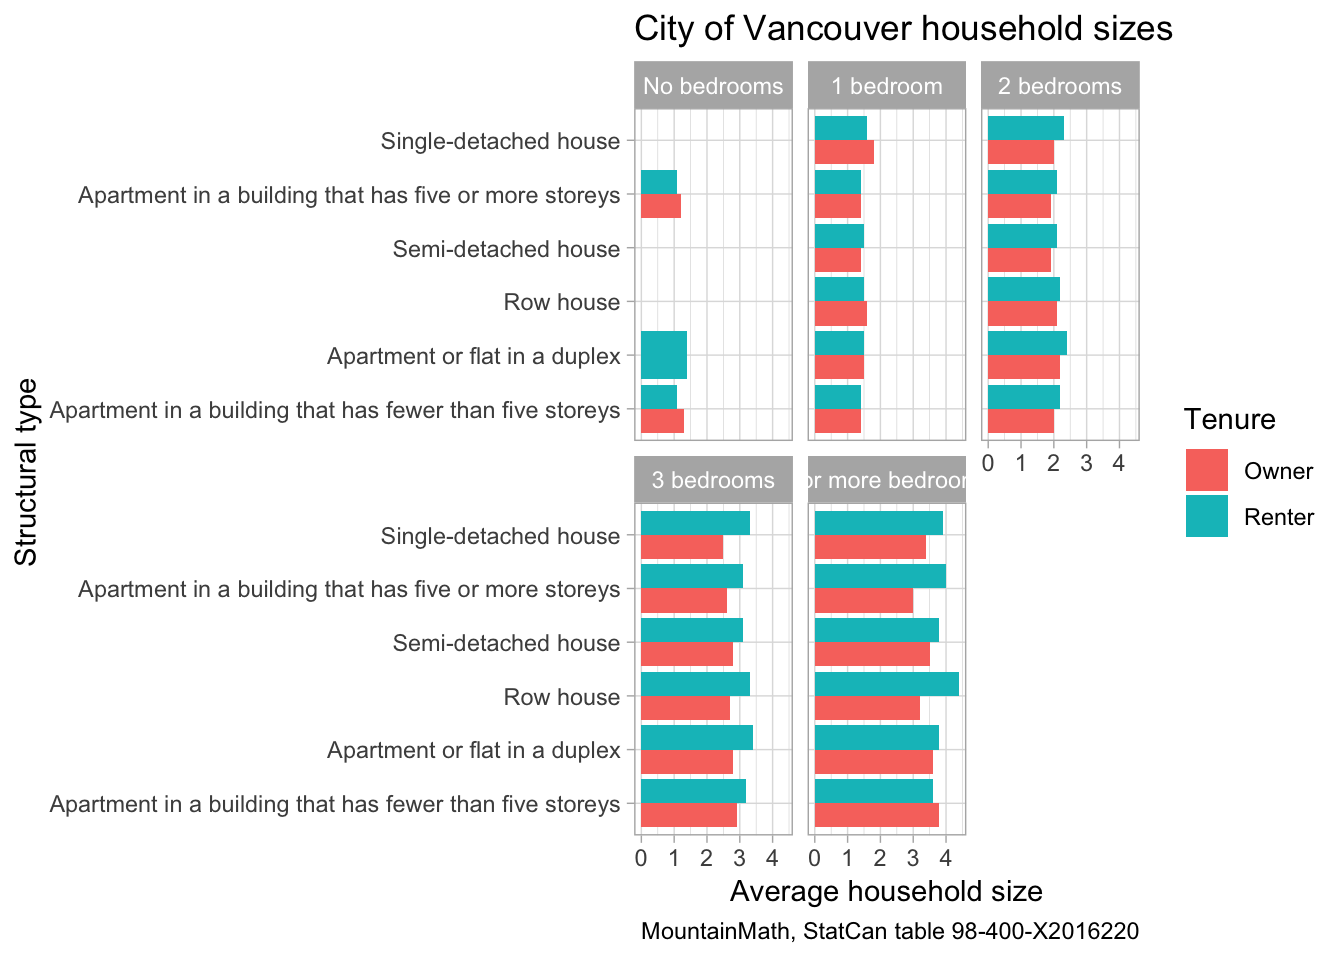 City of Vancouver household sizes
No bedrooms
1 bedroom
2 bedrooms
Single-detached house
Apartment in a building that has five or more storeys
Semi-detached house
Row house
Apartment or flat in a duplex
Apartment in a building that has fewer than five storeys
0 1 2 3 4
3 bedrooms
or more bedroom
Single-detached house
Apartment in a building that has five or more storeys
Semi-detached house
Row house
Apartment or flat in a duplex
Apartment in a building that has fewer than five storeys
0 1 2 3 4
0 1 2 3 4
Structural type
Average household size
Tenure
Owner
Renter
MountainMath, StatCan table 98-400-X2016220